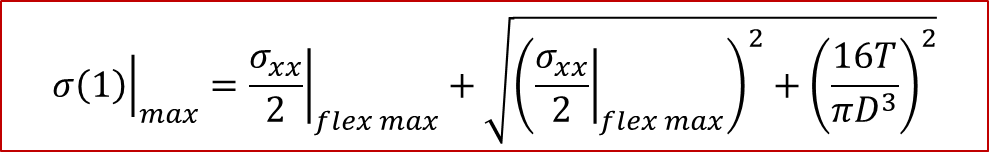 σ(1)|max = σxx/2|flex max + √((σxx/2|flex max)² + (16T/πD³)²)